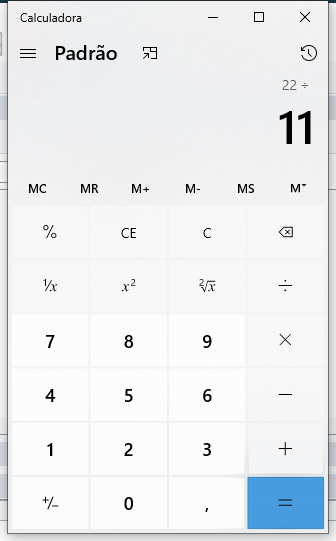 Calculadora
Padrão
22 ÷
11
MC MR M+ M- MS M˅
% CE C
¹/x x² ²√x ÷
7 8 9 ×
4 5 6 −
1 2 3 +
+/− 0 , =